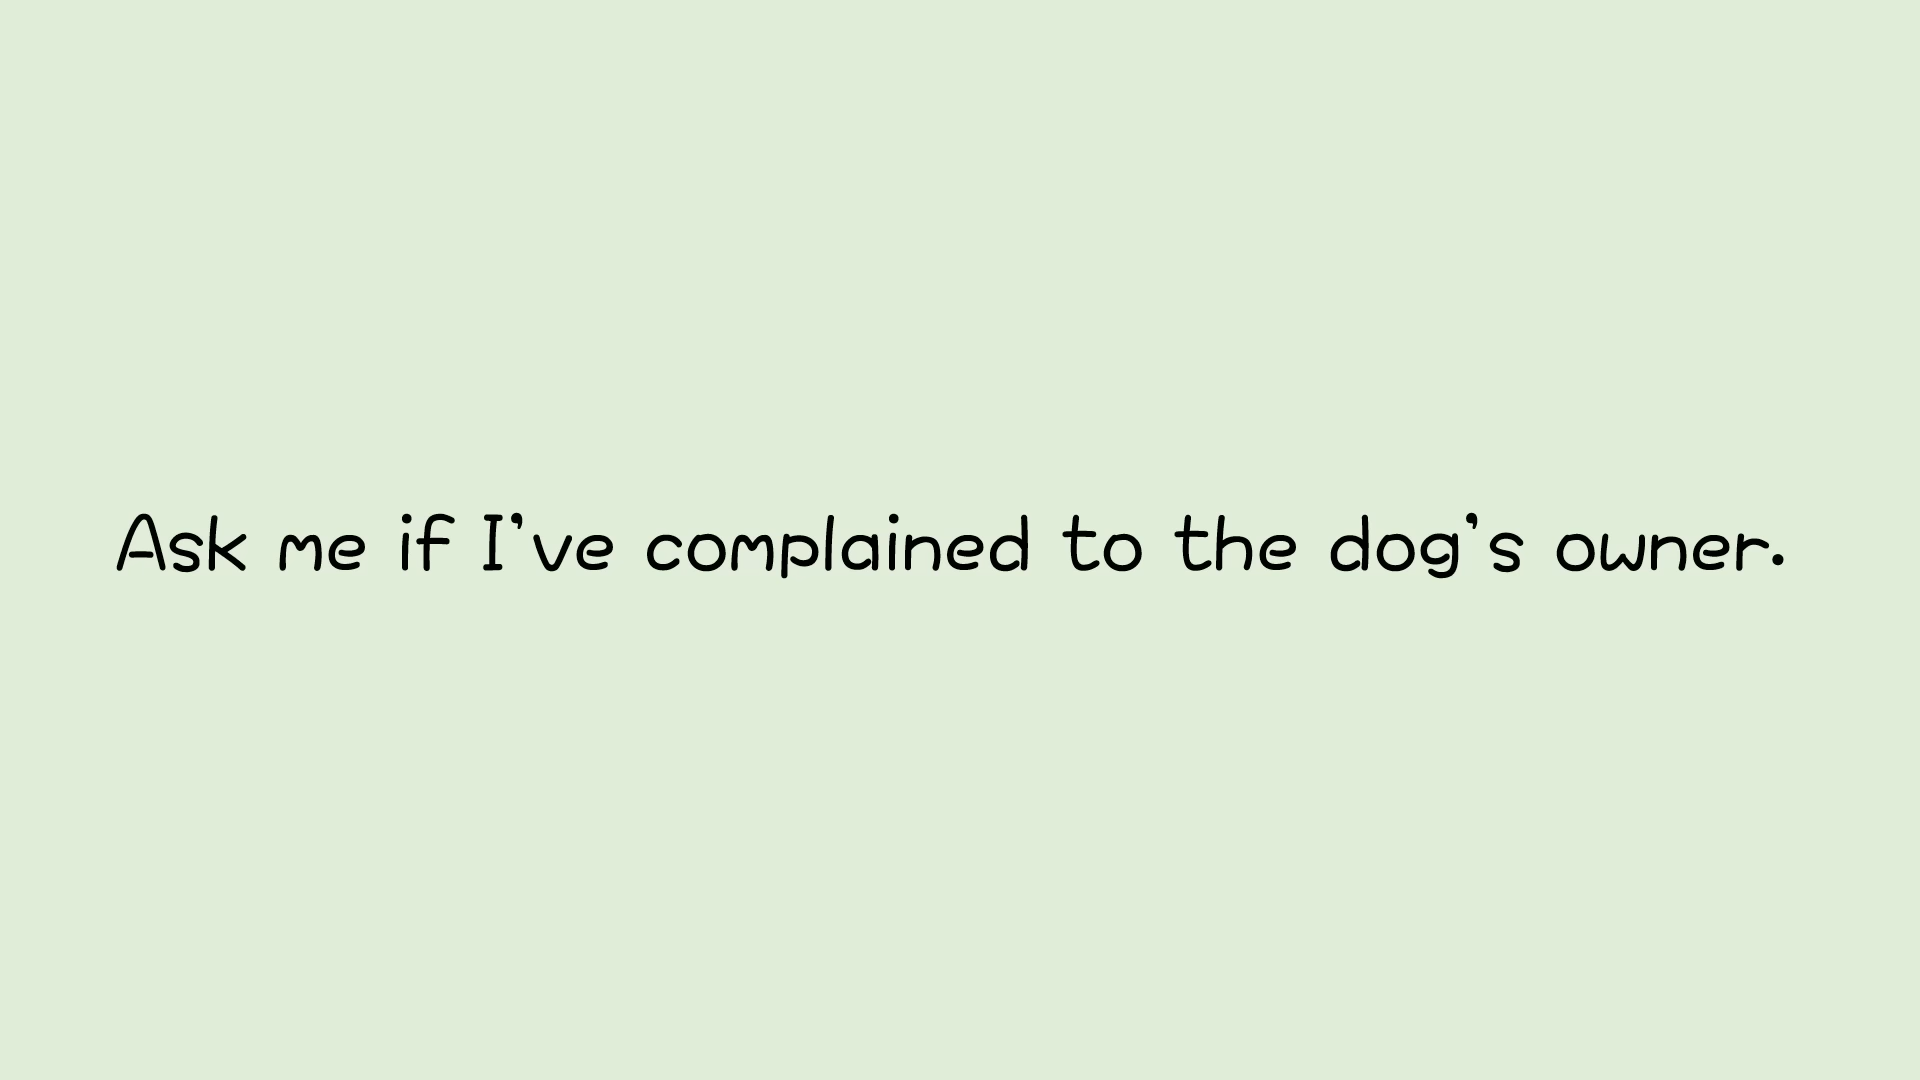 Ask me if I’ve complained to the dog’s owner.